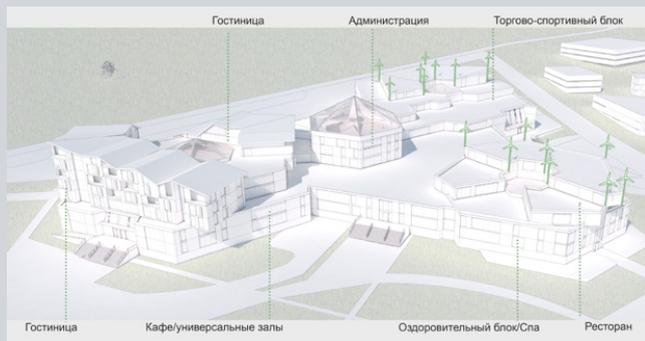 Гостиница
Администрация
Торгово-спортивный блок
Гостиница
Кафе/универсальные залы
Оздоровительный блок/Спа
Ресторан